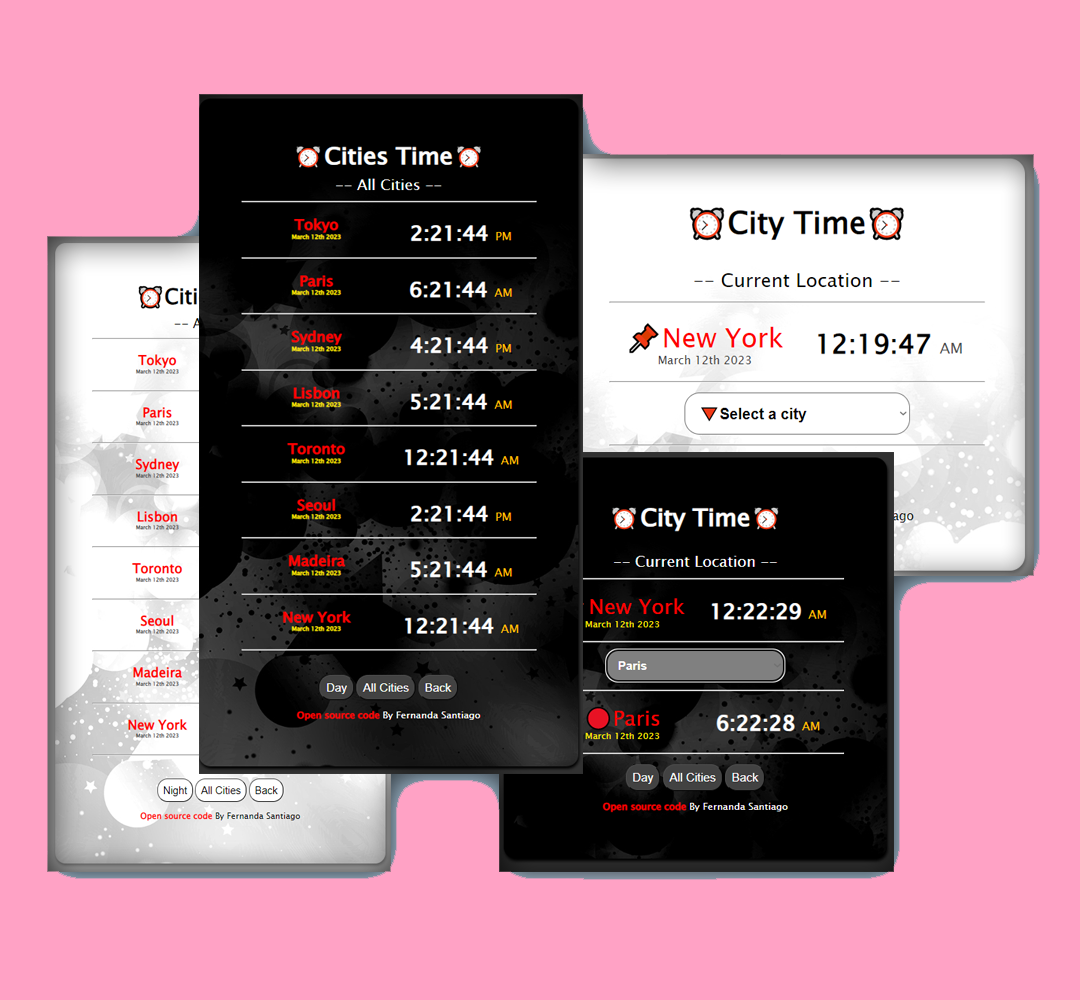 Cities Time
-- All Cities --
Tokyo
March 12th 2023
2:21:44 PM
Paris
March 12th 2023
6:21:44 AM
Sydney
March 12th 2023
4:21:44 PM
Lisbon
March 12th 2023
5:21:44 AM
Toronto
March 12th 2023
12:21:44 AM
Seoul
March 12th 2023
2:21:44 PM
Madeira
March 12th 2023
5:21:44 AM
New York
March 12th 2023
12:21:44 AM
Day
All Cities
Back
Open source code By Fernanda Santiago
City Time
-- Current Location --
New York
March 12th 2023
12:19:47 AM
Select a city
ago
Citi
-- A
Tokyo
March 12th 2023
Paris
March 12th 2023
Sydney
March 12th 2023
Lisbon
March 12th 2023
Toronto
March 12th 2023
Seoul
March 12th 2023
Madeira
March 12th 2023
New York
March 12th 2023
Night
All Cities
Back
Open source code By Fernanda Santiago
City Time
-- Current Location --
New York
March 12th 2023
12:22:29 AM
Paris
Paris
March 12th 2023
6:22:28 AM
Day
All Cities
Back
Open source code By Fernanda Santiago